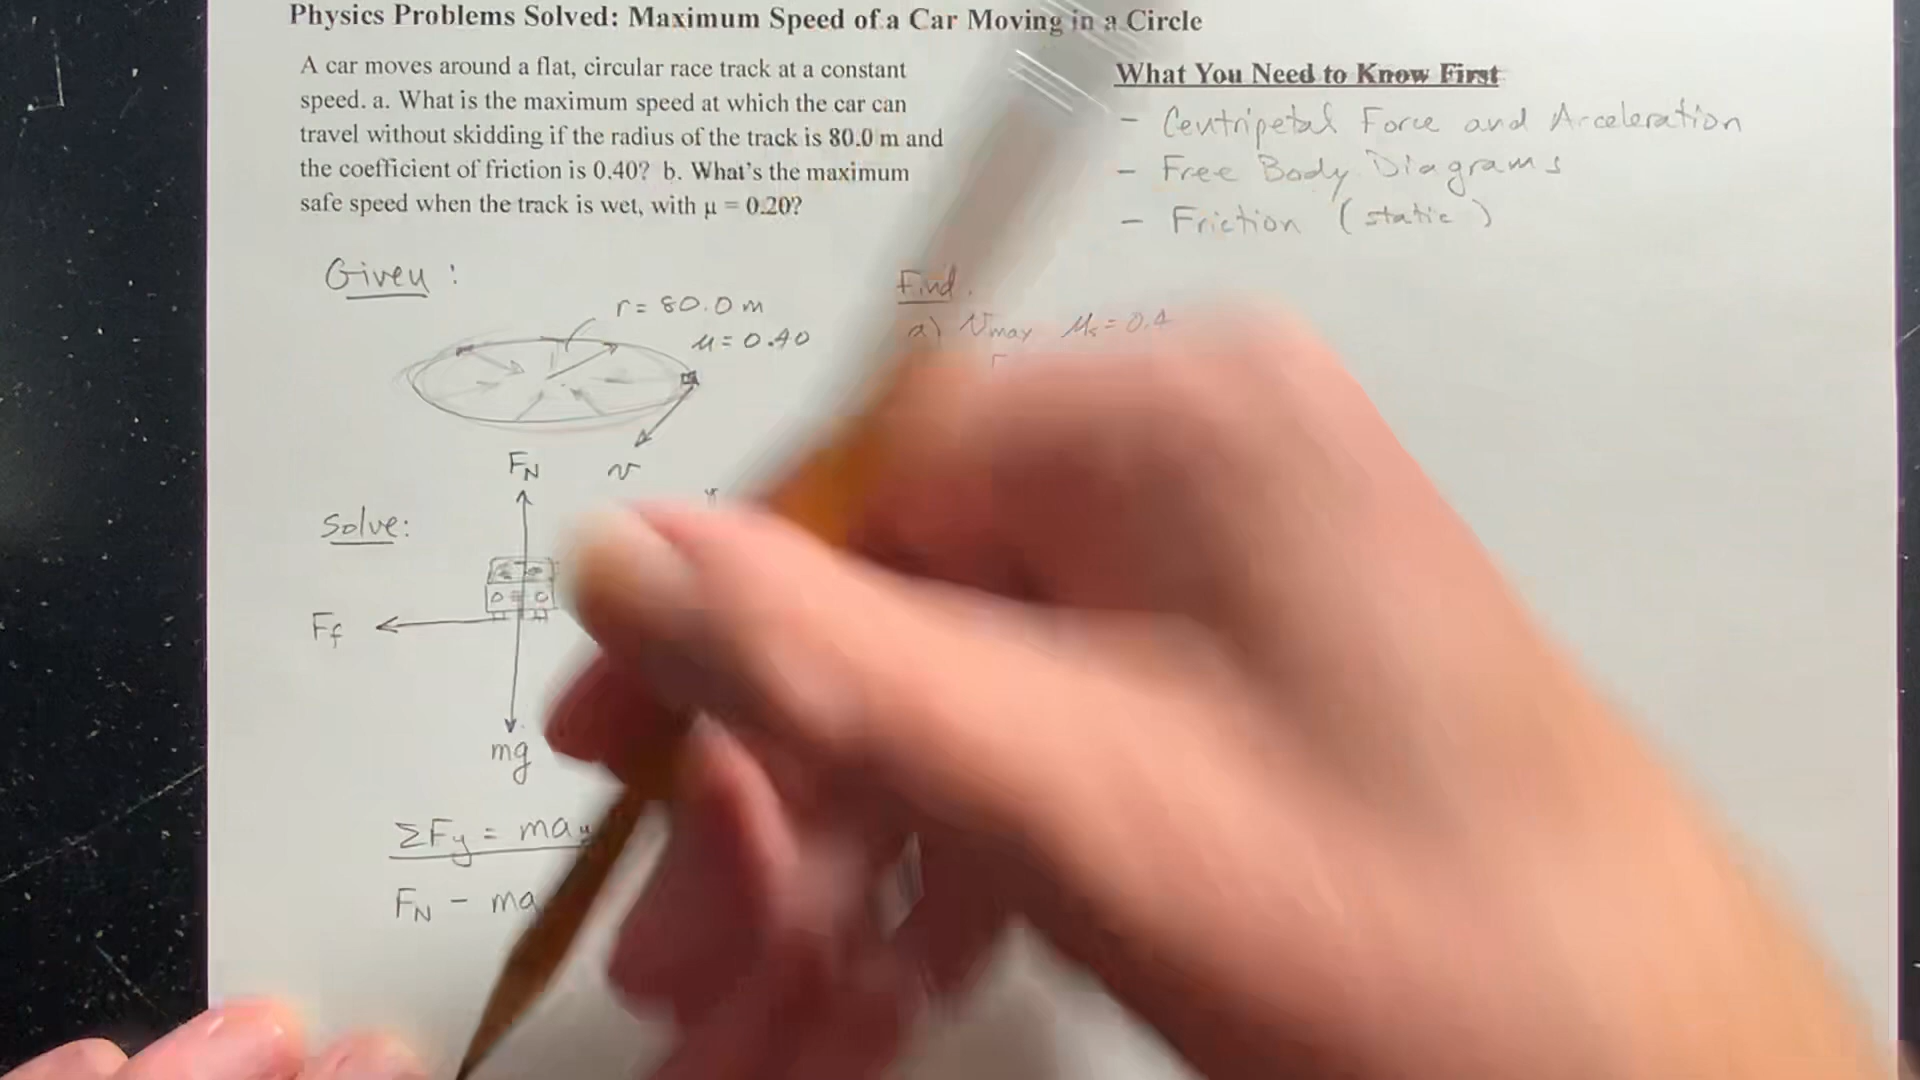 Physics Problems Solved: Maximum Speed of a Car Moving in a Circle
A car moves around a flat, circular race track at a constant
speed. a. What is the maximum speed at which the car can
travel without skidding if the radius of the track is 80.0 m and
the coefficient of friction is 0.40? b. What's the maximum
safe speed when the track is wet, with μ = 0.20?
What You Need to Know First
- Centripetal Force and Acceleration
- Free Body Diagrams
- Friction (static)
Given:
r = 80.0 m
μ = 0.40
v
Find.
a) Vmax μs = 0.4
Solve:
FN
Ff
mg
ΣFy = may
FN - mg